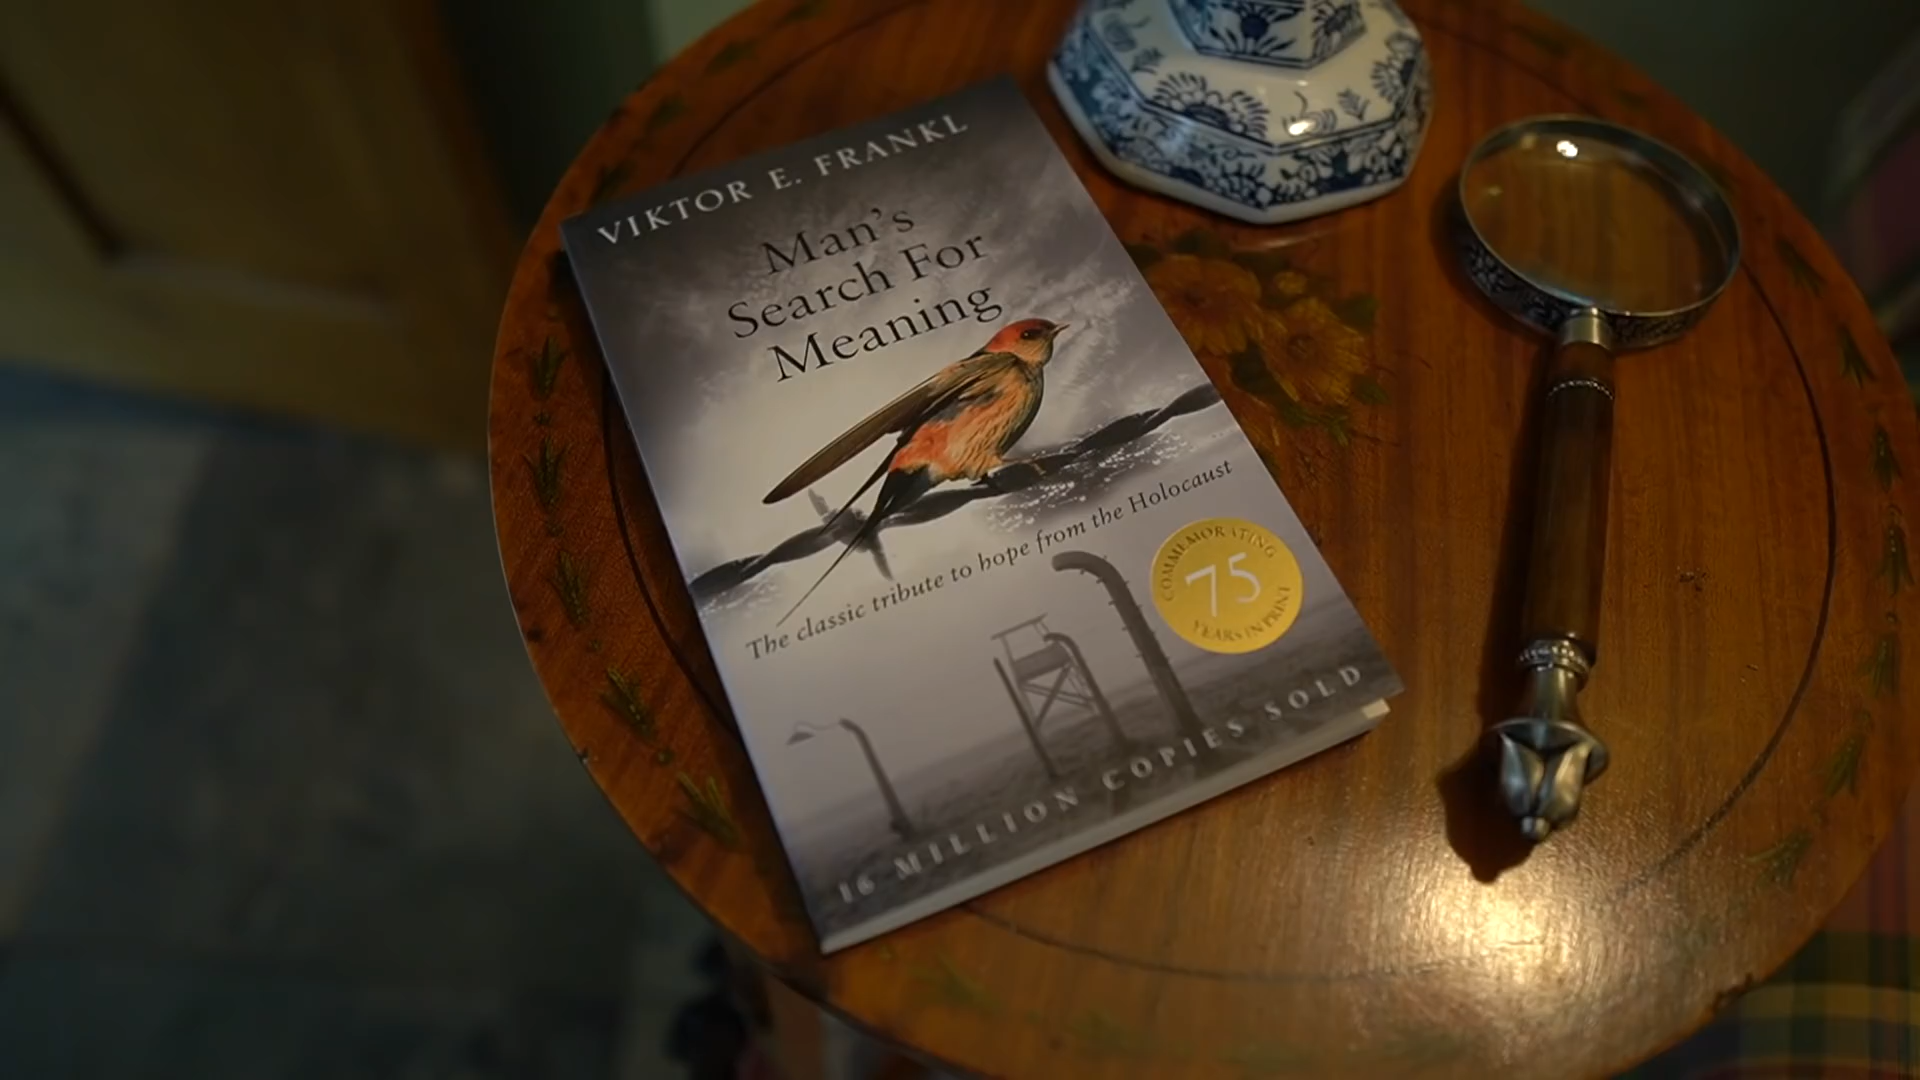 VIKTOR E. FRANKL
Man's
Search For
Meaning
The classic tribute to hope from the Holocaust
COMMEMORATING
75
YEARS IN PRINT
16 MILLION COPIES SOLD